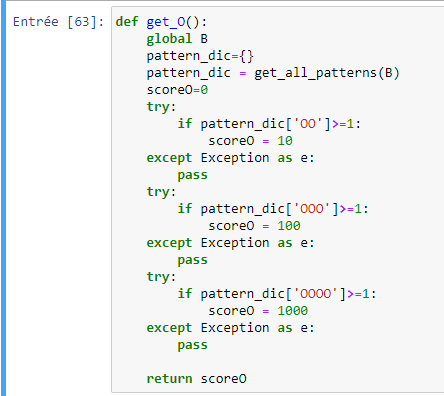 Entrée [63]: def get_O():
    global B
    pattern_dic={}
    pattern_dic = get_all_patterns(B)
    scoreO=0
    try:
        if pattern_dic['OO']>=1:
            scoreO = 10
    except Exception as e:
        pass
    try:
        if pattern_dic['OOO']>=1:
            scoreO = 100
    except Exception as e:
        pass
    try:
        if pattern_dic['OOOO']>=1:
            scoreO = 1000
    except Exception as e:
        pass

    return scoreO